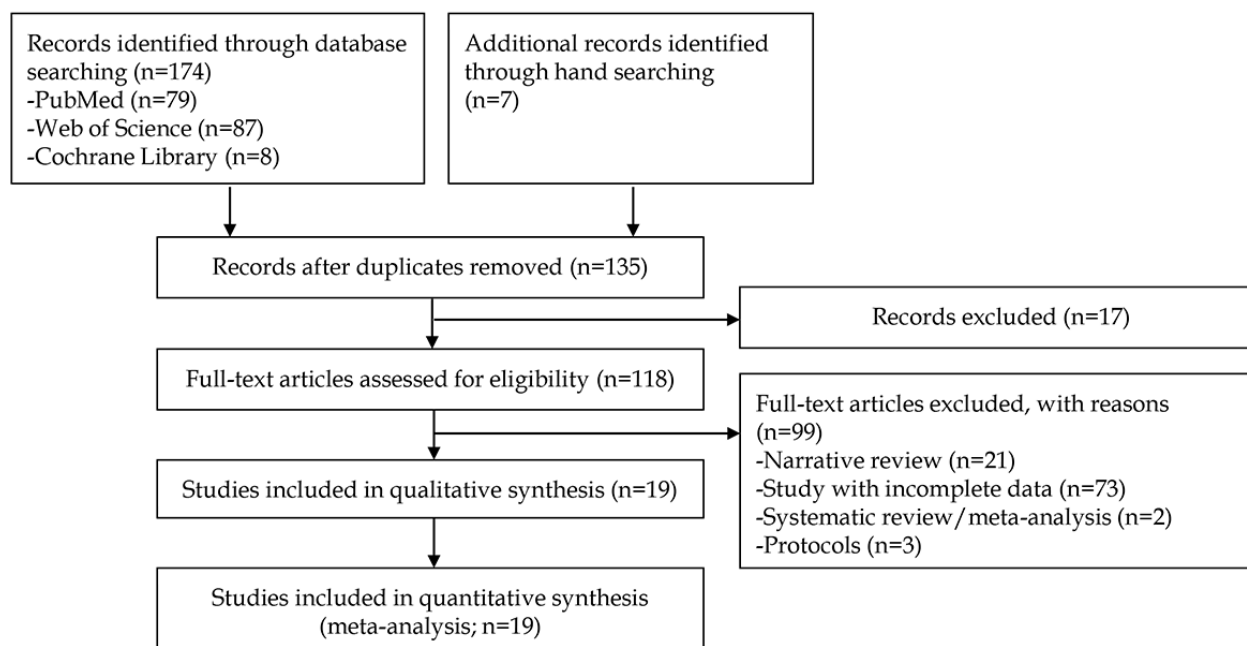 Records identified through database
searching (n=174)
-PubMed (n=79)
-Web of Science (n=87)
-Cochrane Library (n=8)
Additional records identified
through hand searching
(n=7)
Records after duplicates removed (n=135)
Records excluded (n=17)
Full-text articles assessed for eligibility (n=118)
Full-text articles excluded, with reasons
(n=99)
-Narrative review (n=21)
-Study with incomplete data (n=73)
-Systematic review/meta-analysis (n=2)
-Protocols (n=3)
Studies included in qualitative synthesis (n=19)
Studies included in quantitative synthesis
(meta-analysis; n=19)